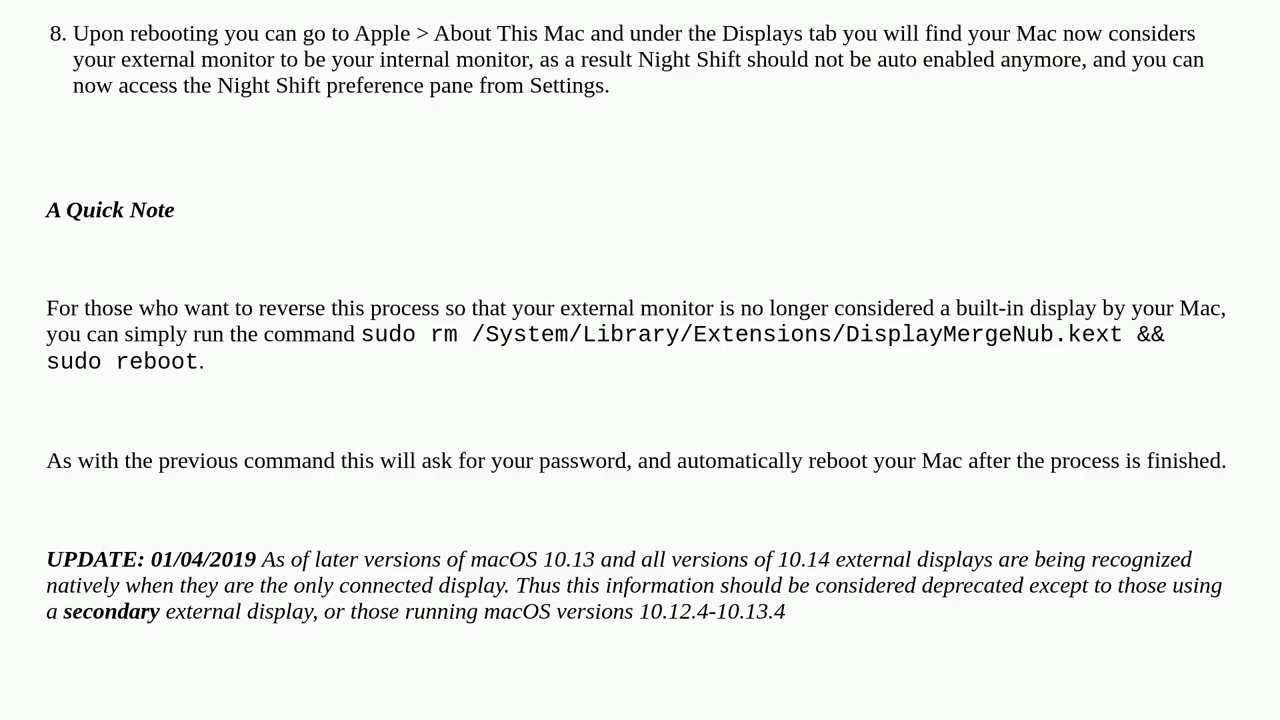 8. Upon rebooting you can go to Apple > About This Mac and under the Displays tab you will find your Mac now considers
your external monitor to be your internal monitor, as a result Night Shift should not be auto enabled anymore, and you can
now access the Night Shift preference pane from Settings.
A Quick Note
For those who want to reverse this process so that your external monitor is no longer considered a built-in display by your Mac,
you can simply run the command sudo rm /System/Library/Extensions/DisplayMergeNub.kext &&
sudo reboot.
As with the previous command this will ask for your password, and automatically reboot your Mac after the process is finished.
UPDATE: 01/04/2019 As of later versions of macOS 10.13 and all versions of 10.14 external displays are being recognized
natively when they are the only connected display. Thus this information should be considered deprecated except to those using
a secondary external display, or those running macOS versions 10.12.4-10.13.4